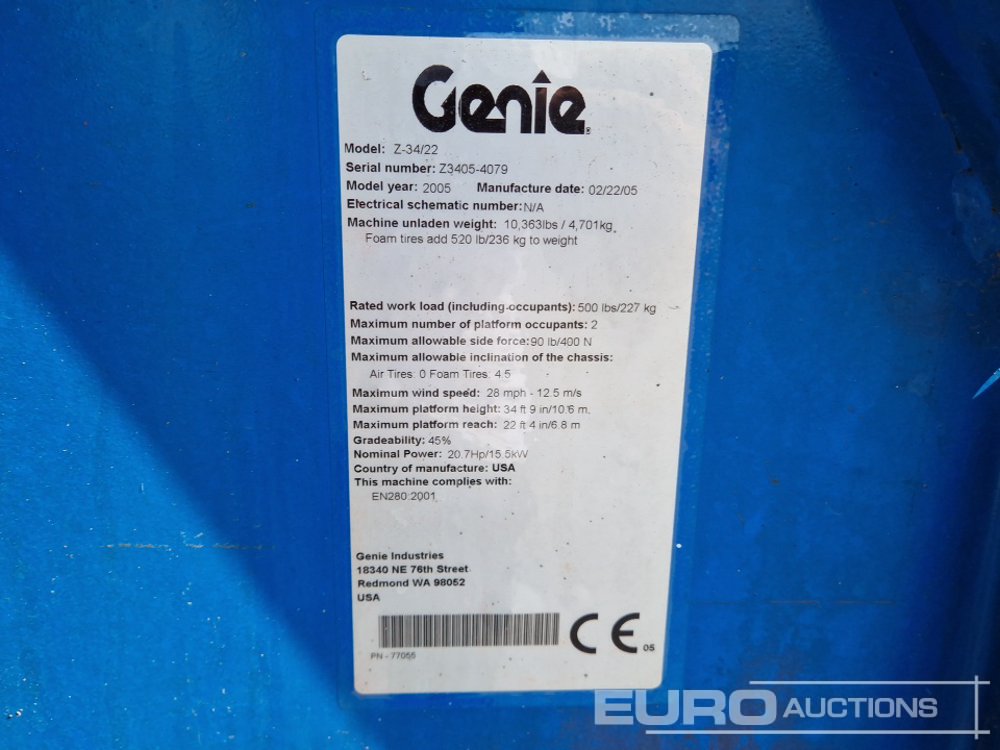 Genie
Model: Z-34/22
Serial number: Z3405-4079
Model year: 2005 Manufacture date: 02/22/05
Electrical schematic number: N/A
Machine unladen weight: 10,363lbs / 4,701kg
Foam tires add 520 lb/236 kg to weight
Rated work load (including occupants): 500 lbs/227 kg
Maximum number of platform occupants: 2
Maximum allowable side force: 90 lb/400 N
Maximum allowable inclination of the chassis:
Air Tires: 0 Foam Tires: 4.5
Maximum wind speed: 28 mph - 12.5 m/s
Maximum platform height: 34 ft 9 in/10.6 m
Maximum platform reach: 22 ft 4 in/6.8 m
Gradeability: 45%
Nominal Power: 20.7Hp/15.5kW
Country of manufacture: USA
This machine complies with:
EN280:2001
Genie Industries
18340 NE 76th Street
Redmond WA 98052
USA
CE 05
PN - 77055
EURO AUCTIONS